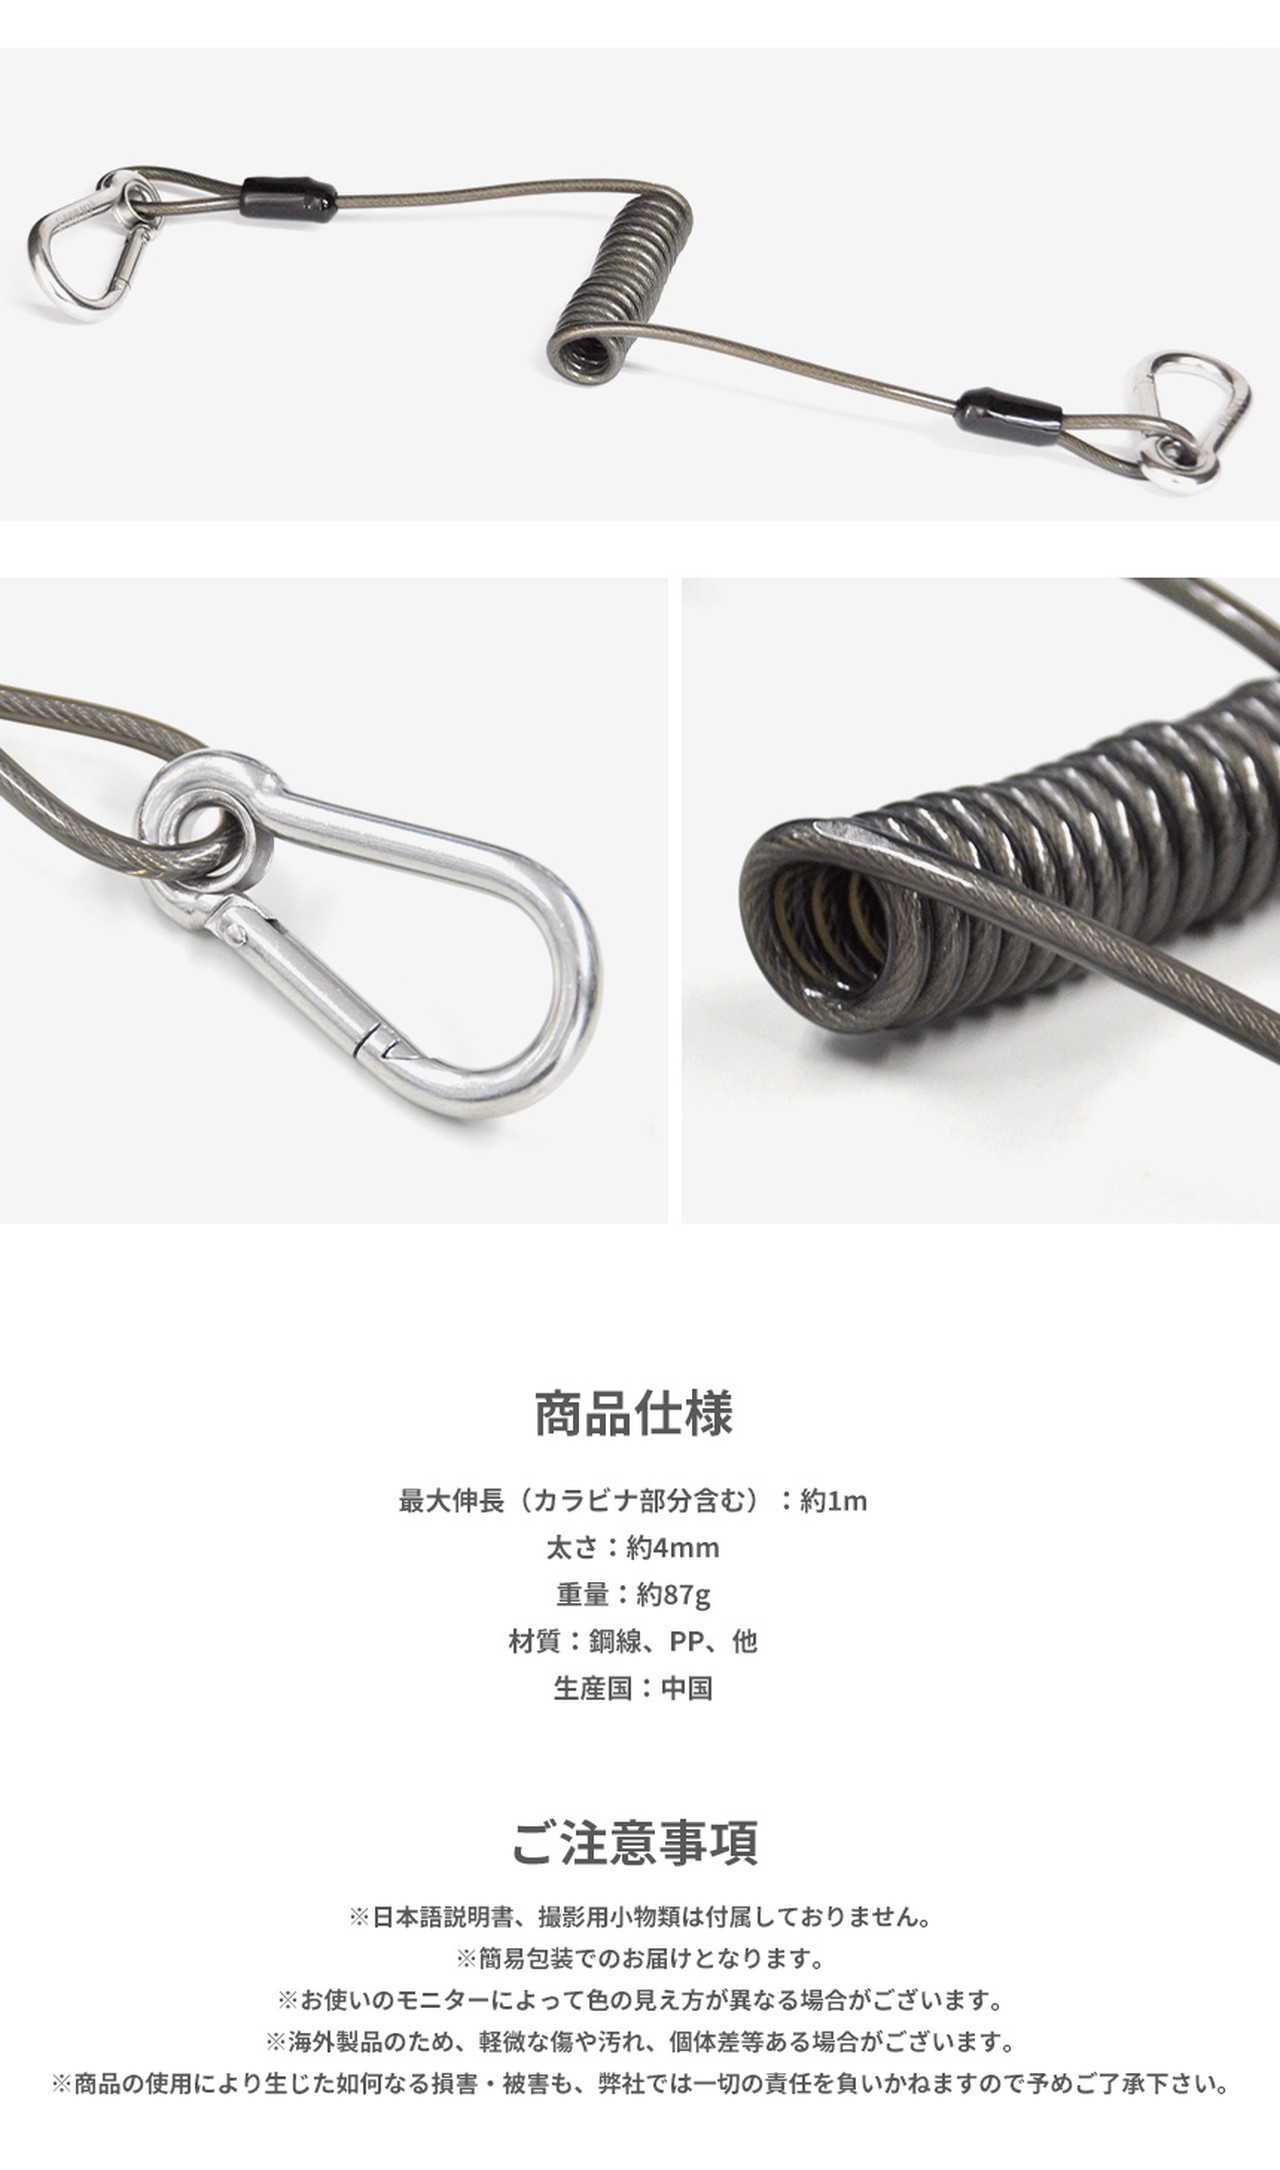 商品仕様
最大伸長（カラビナ部分含む）：約1m
太さ：約4mm
重量：約87g
材質：鋼線、PP、他
生産国：中国
ご注意事項
※日本語説明書、撮影用小物類は付属しておりません。
※簡易包装でのお届けとなります。
※お使いのモニターによって色の見え方が異なる場合がございます。
※海外製品のため、軽微な傷や汚れ、個体差等ある場合がございます。
※商品の使用により生じた如何なる損害・被害も、弊社では一切の責任を負いかねますので予めご了承下さい。